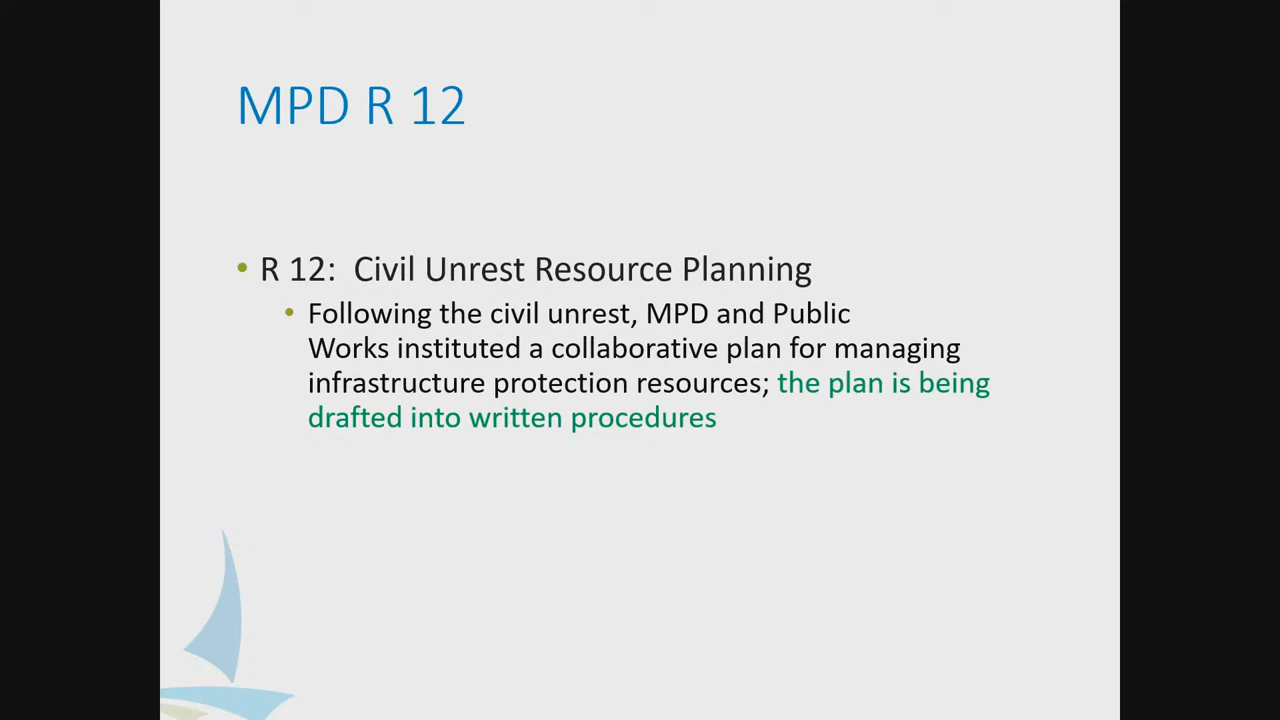 MPD R 12
• R 12:  Civil Unrest Resource Planning
• Following the civil unrest, MPD and Public
Works instituted a collaborative plan for managing
infrastructure protection resources; the plan is being
drafted into written procedures